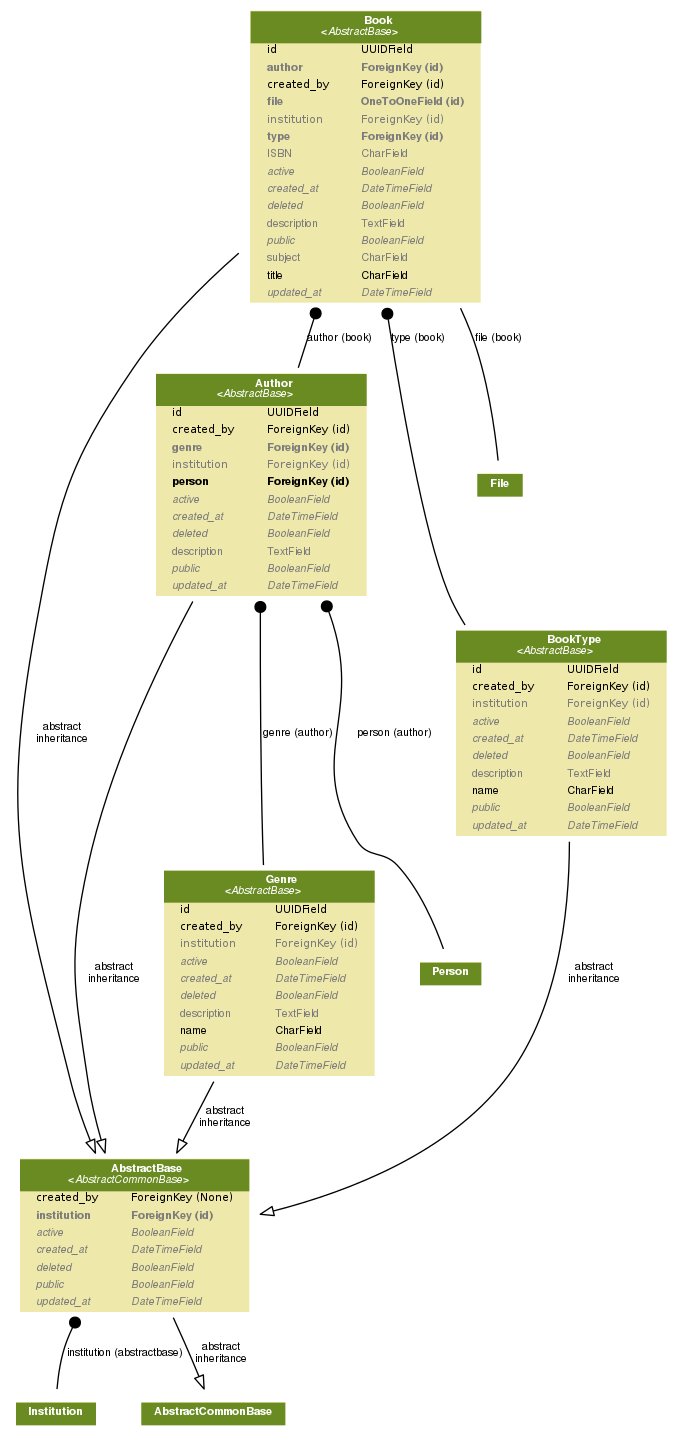 Book
<AbstractBase>
id UUIDField
author ForeignKey (id)
created_by ForeignKey (id)
file OneToOneField (id)
institution ForeignKey (id)
type ForeignKey (id)
ISBN CharField
active BooleanField
created_at DateTimeField
deleted BooleanField
description TextField
public BooleanField
subject CharField
title CharField
updated_at DateTimeField
author (book) type (book) file (book)
Author
<AbstractBase>
id UUIDField
created_by ForeignKey (id)
genre ForeignKey (id)
institution ForeignKey (id)
person ForeignKey (id)
active BooleanField
created_at DateTimeField
deleted BooleanField
description TextField
public BooleanField
updated_at DateTimeField
File
BookType
<AbstractBase>
id UUIDField
created_by ForeignKey (id)
institution ForeignKey (id)
active BooleanField
created_at DateTimeField
deleted BooleanField
description TextField
name CharField
public BooleanField
updated_at DateTimeField
abstract
inheritance
genre (author) person (author)
Genre
<AbstractBase>
id UUIDField
created_by ForeignKey (id)
institution ForeignKey (id)
active BooleanField
created_at DateTimeField
deleted BooleanField
description TextField
name CharField
public BooleanField
updated_at DateTimeField
Person
abstract
inheritance
abstract
inheritance
abstract
inheritance
AbstractBase
<AbstractCommonBase>
created_by ForeignKey (None)
institution ForeignKey (id)
active BooleanField
created_at DateTimeField
deleted BooleanField
public BooleanField
updated_at DateTimeField
institution (abstractbase)
abstract
inheritance
Institution
AbstractCommonBase